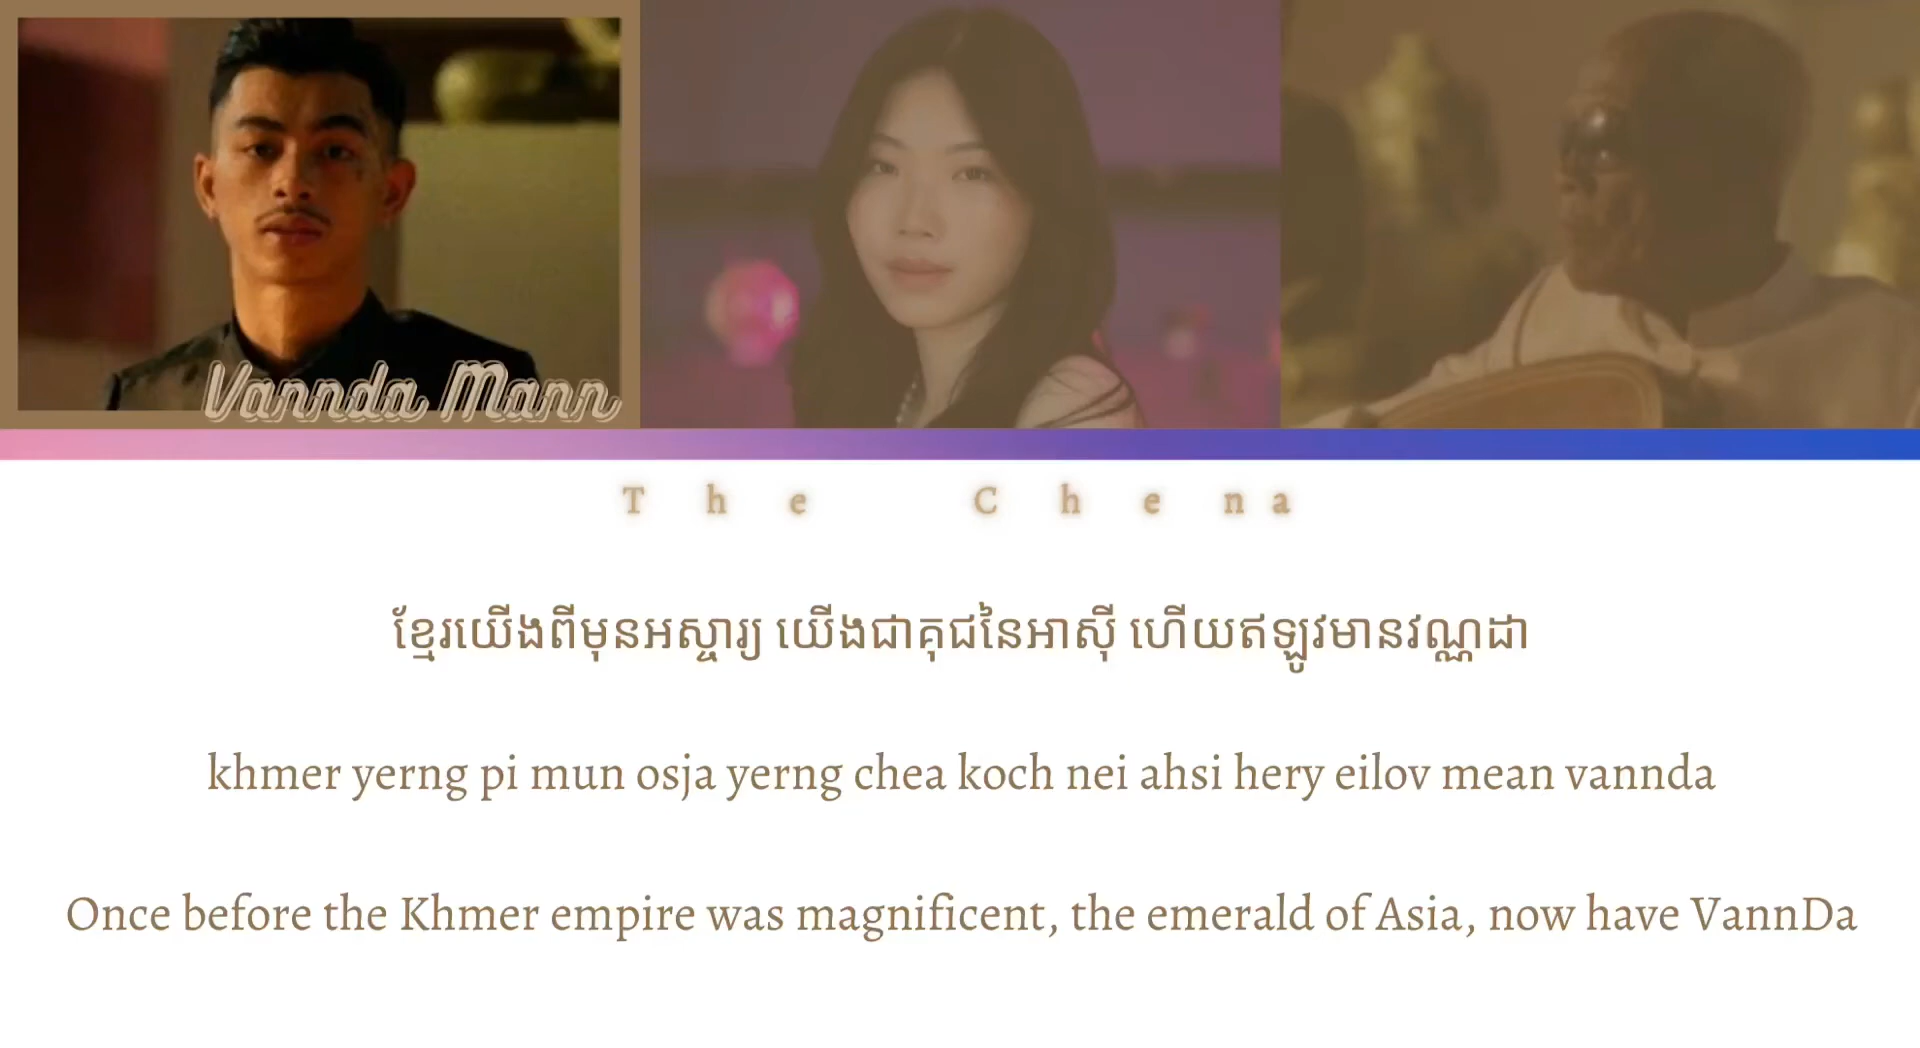 Vannda Mann
The Chena
ខ្មែរយើងពីមុនអស្ចារ្យ យើងជាគុជនៃអាស៊ី ហើយឥឡូវមានវណ្ណដា
khmer yerng pi mun osja yerng chea koch nei ahsi hery eilov mean vannda
Once before the Khmer empire was magnificent, the emerald of Asia, now have VannDa